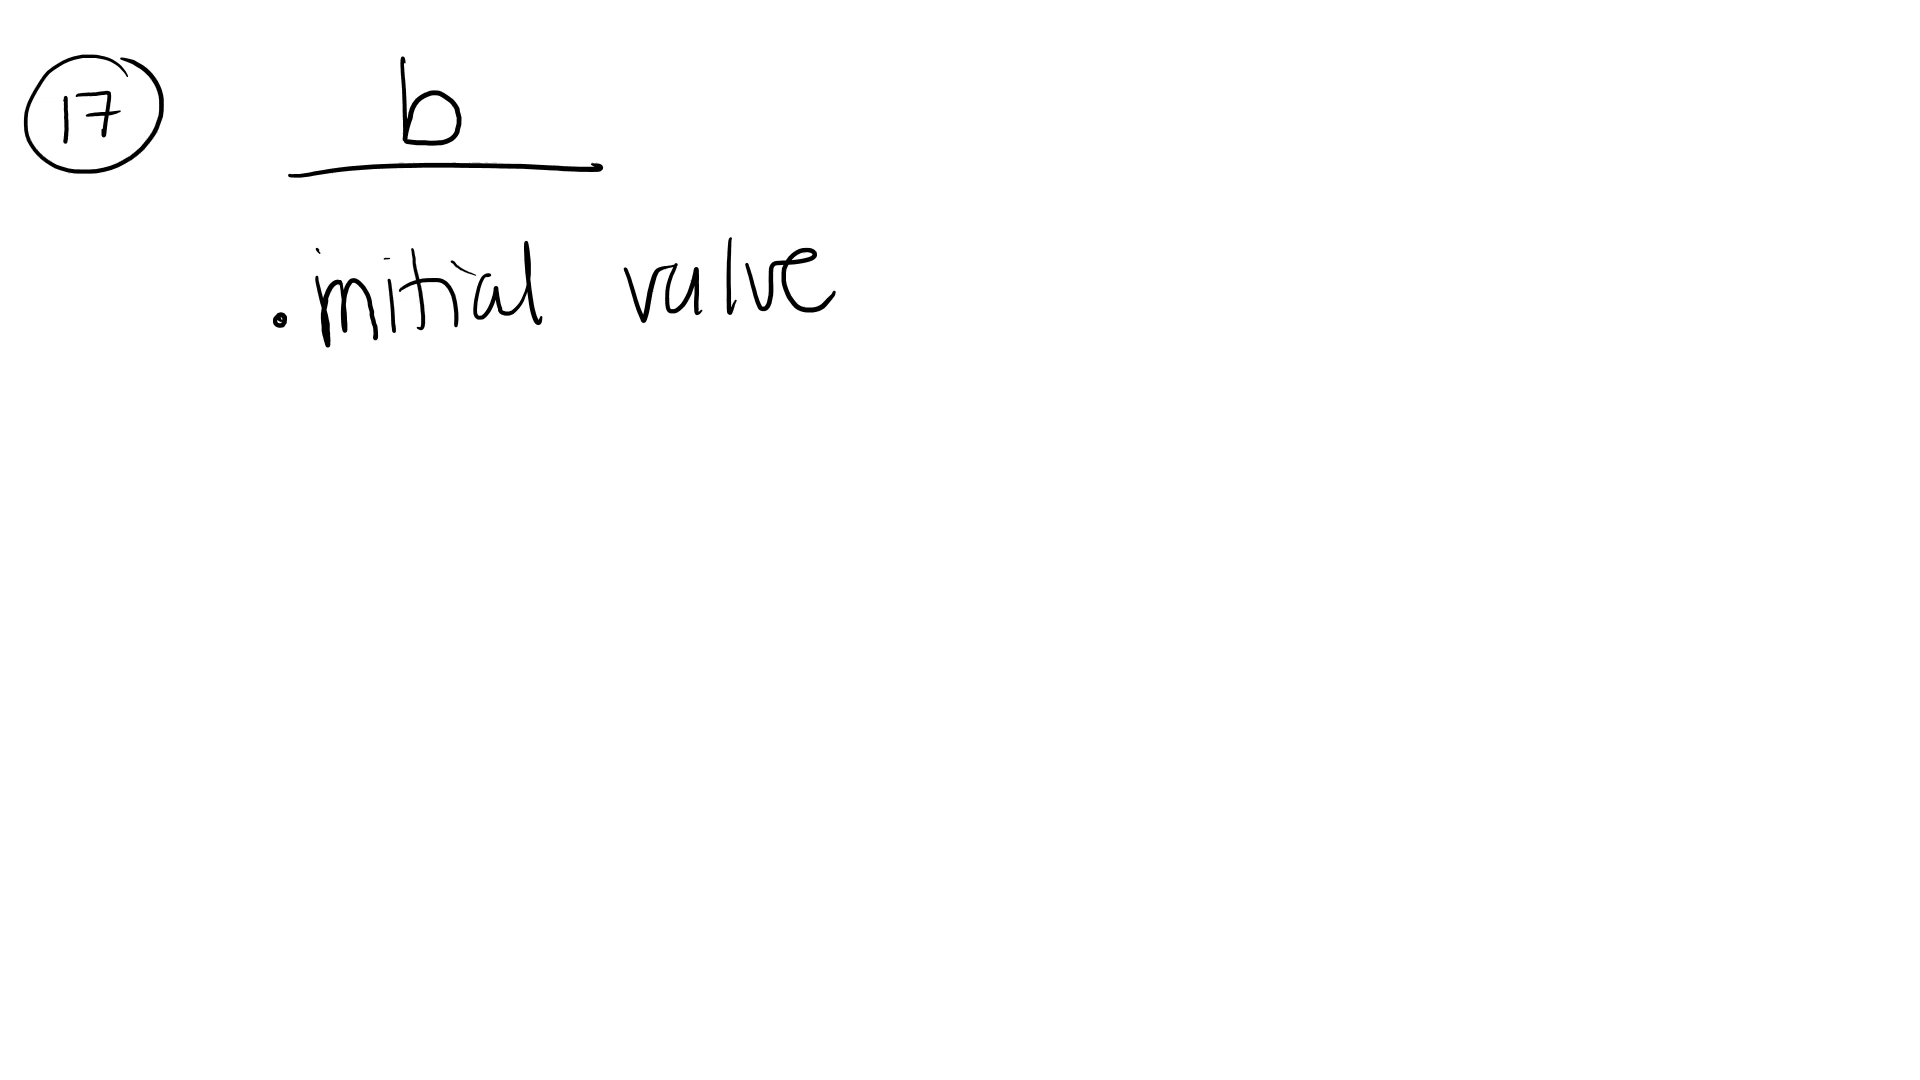 17 b
. initial value